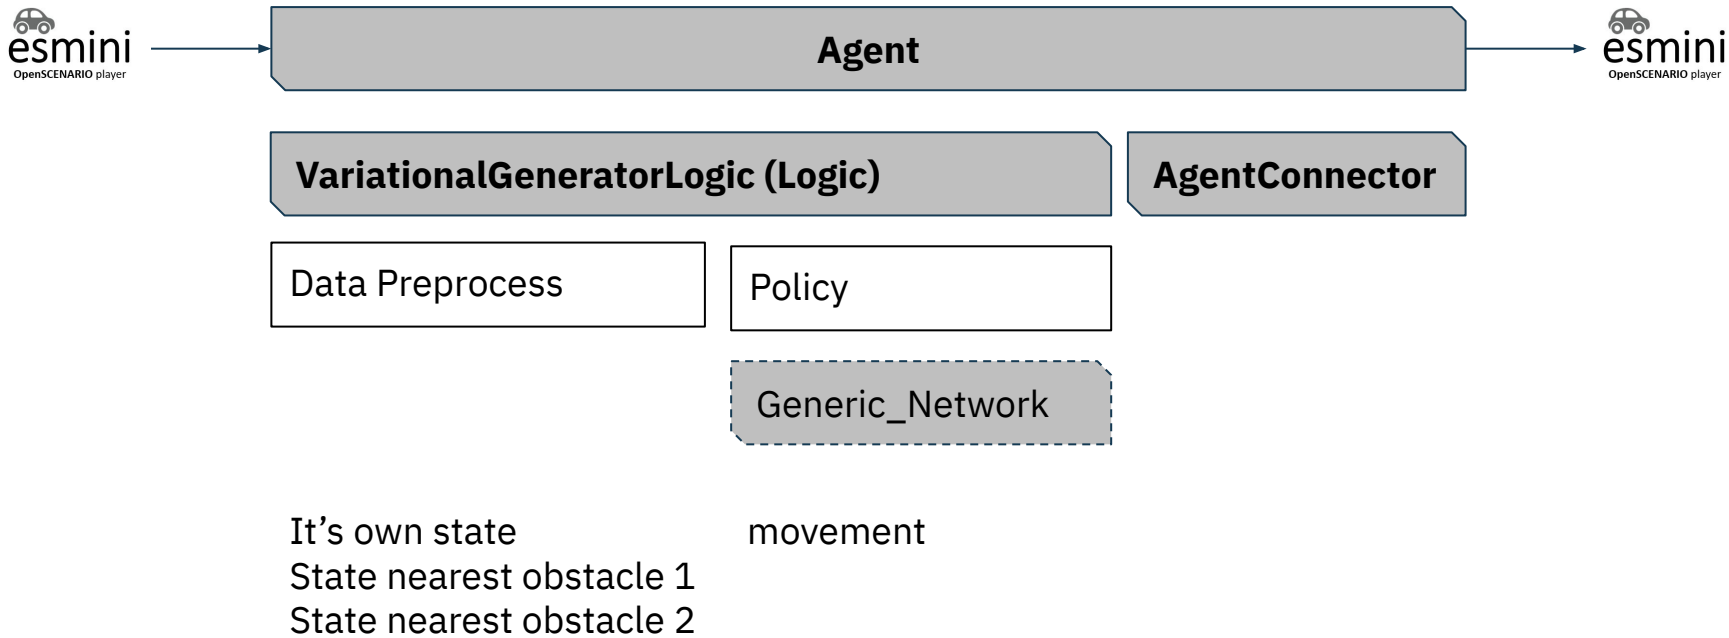 esmini
OpenSCENARIO player
Agent
esmini
OpenSCENARIO player
VariationalGeneratorLogic (Logic)
AgentConnector
Data Preprocess
Policy
Generic_Network
It’s own state
State nearest obstacle 1
State nearest obstacle 2
movement